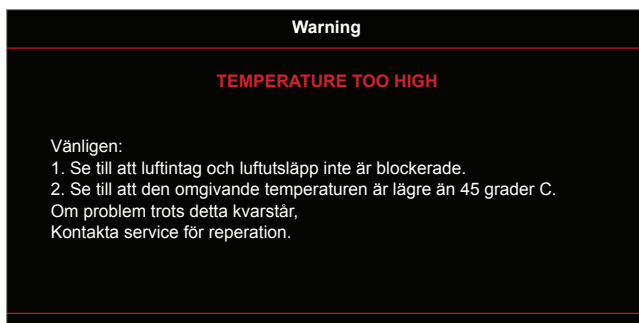 Warning
TEMPERATURE TOO HIGH
Vänligen:
1. Se till att luftintag och luftutsläpp inte är blockerade.
2. Se till att den omgivande temperaturen är lägre än 45 grader C.
Om problem trots detta kvarstår,
Kontakta service för reperation.